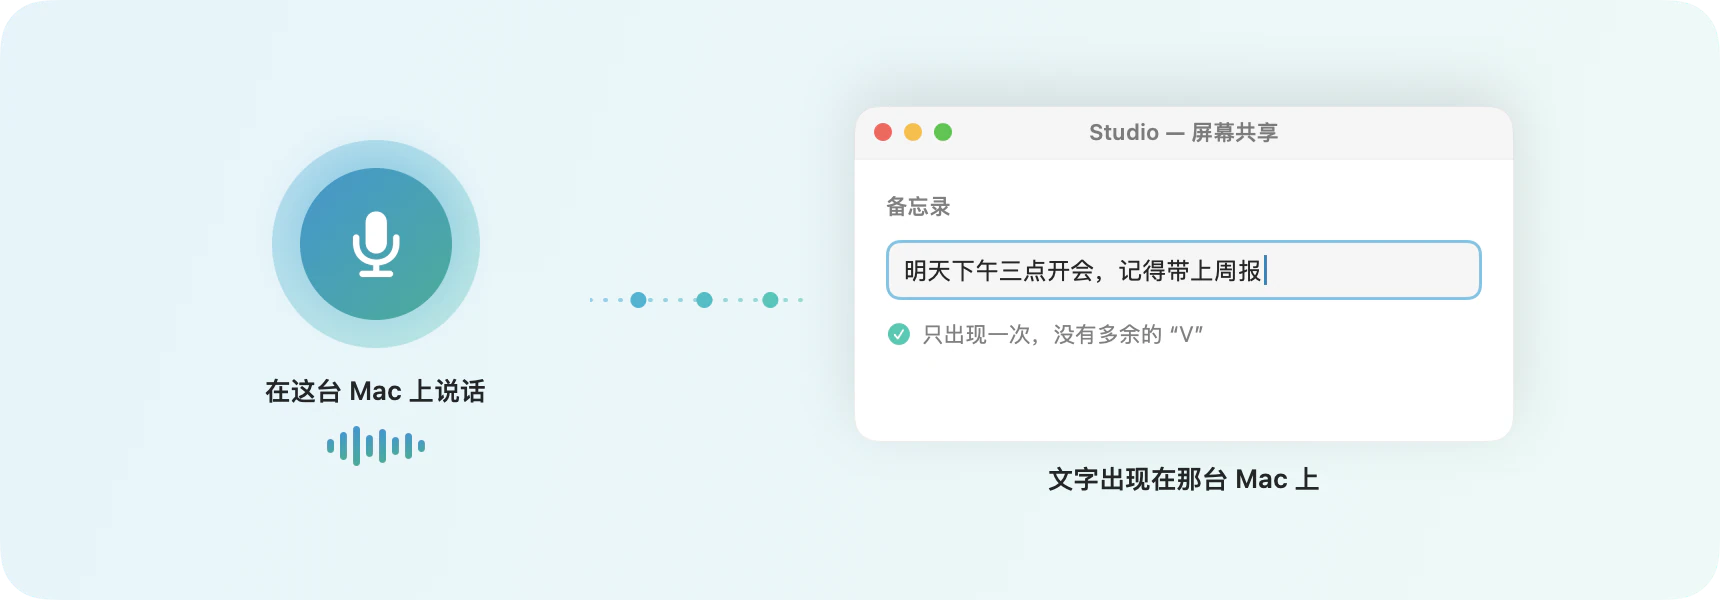 在这台 Mac 上说话
Studio — 屏幕共享
备忘录
明天下午三点开会，记得带上周报
只出现一次，没有多余的 “V”
文字出现在那台 Mac 上